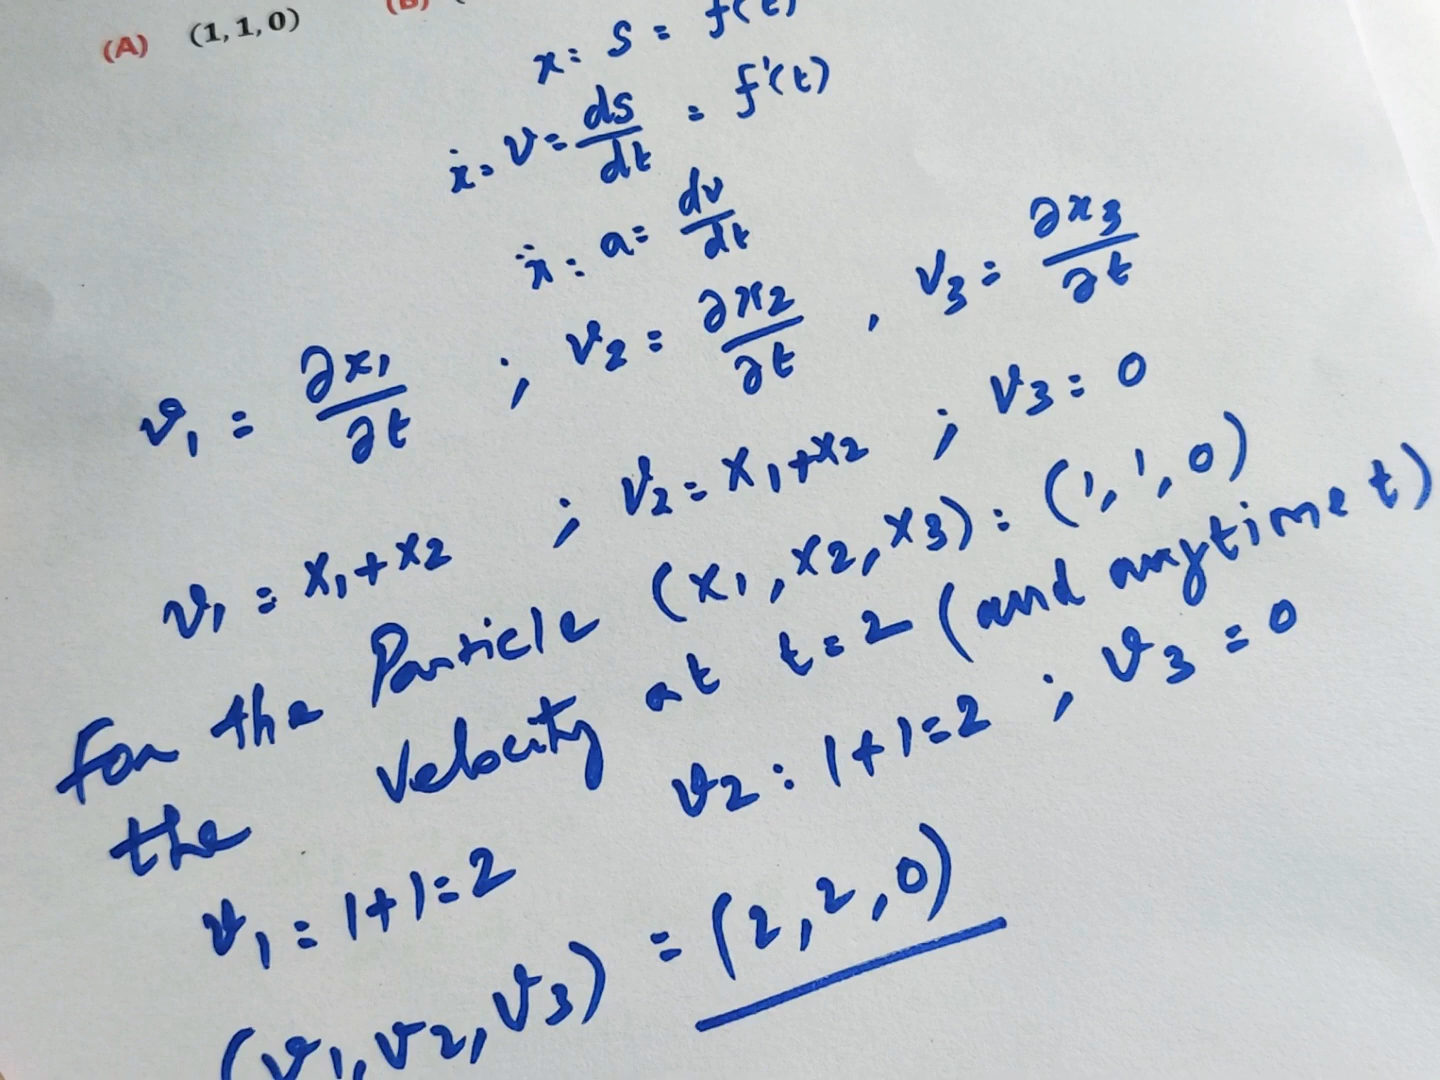 (A) (1, 1, 0) (B) (
x = S = f(t)
ẋ = v = ds/dt = f'(t)
ẍ = a = dv/dt
v₁ = ∂x₁/∂t ; v₂ = ∂x₂/∂t , v₃ = ∂x₃/∂t
v₁ = X₁+X₂ ; v₂ = X₁+X₂ ; v₃ = 0
for the Particle (X₁, X₂, X₃) = (1, 1, 0)
the velocity at t=2 (and anytime t)
v₁ = 1+1=2 v₂ = 1+1=2 ; v₃ = 0
(v₁, v₂, v₃) = (2, 2, 0)